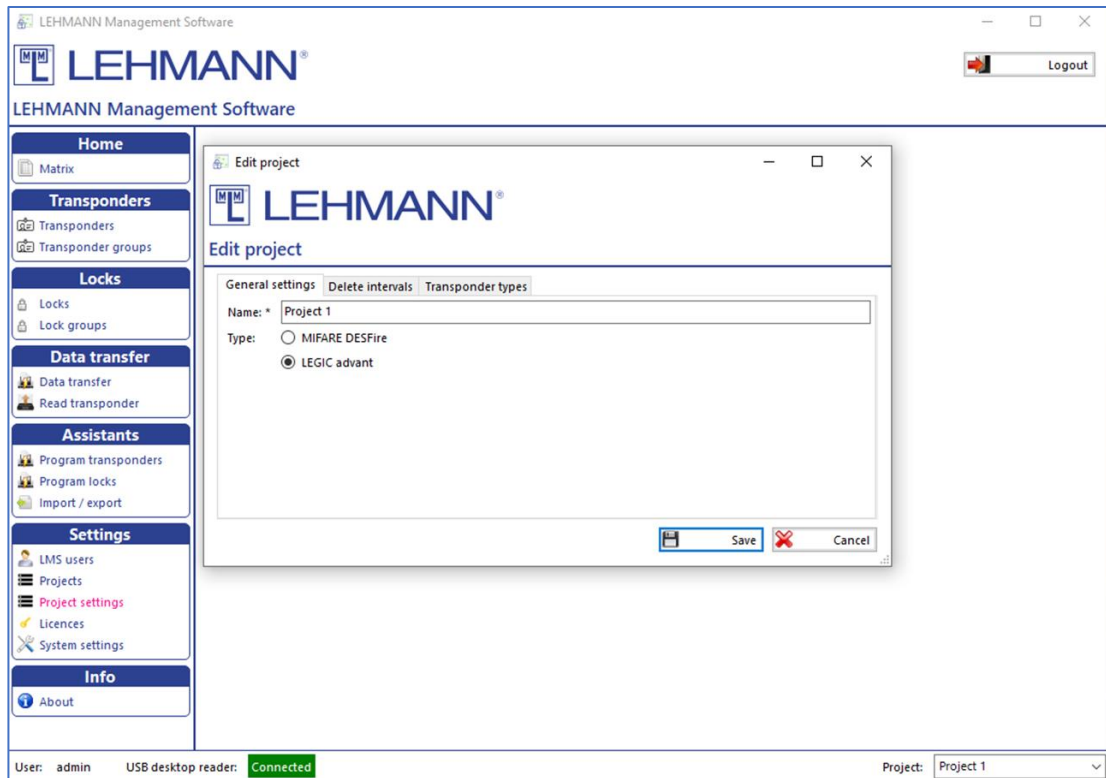 LEHMANN Management Software
MLM LEHMANN®
Logout
LEHMANN Management Software
Home
Matrix
Transponders
Transponders
Transponder groups
Locks
Locks
Lock groups
Data transfer
Data transfer
Read transponder
Assistants
Program transponders
Program locks
Import / export
Settings
LMS users
Projects
Project settings
Licences
System settings
Info
About
Edit project
MLM LEHMANN®
Edit project
General settings Delete intervals Transponder types
Name: * Project 1
Type: MIFARE DESFire
LEGIC advant
Save Cancel
User: admin USB desktop reader: Connected Project: Project 1